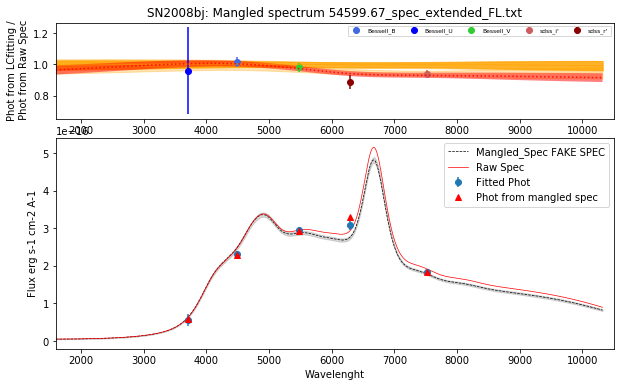 SN2008bj: Mangled spectrum 54599.67_spec_extended_FL.txt
Phot from LCfitting /
Phot from Raw Spec
1.2
1.0
0.8
Bessell_B
Bessell_U
Bessell_V
sdss_i'
sdss_r'
2000 3000 4000 5000 6000 7000 8000 9000 10000
1e−16
Mangled_Spec FAKE SPEC
Raw Spec
Fitted Phot
Phot from mangled spec
Flux erg s-1 cm-2 A-1
5
4
3
2
1
0
2000 3000 4000 5000 6000 7000 8000 9000 10000
Wavelenght